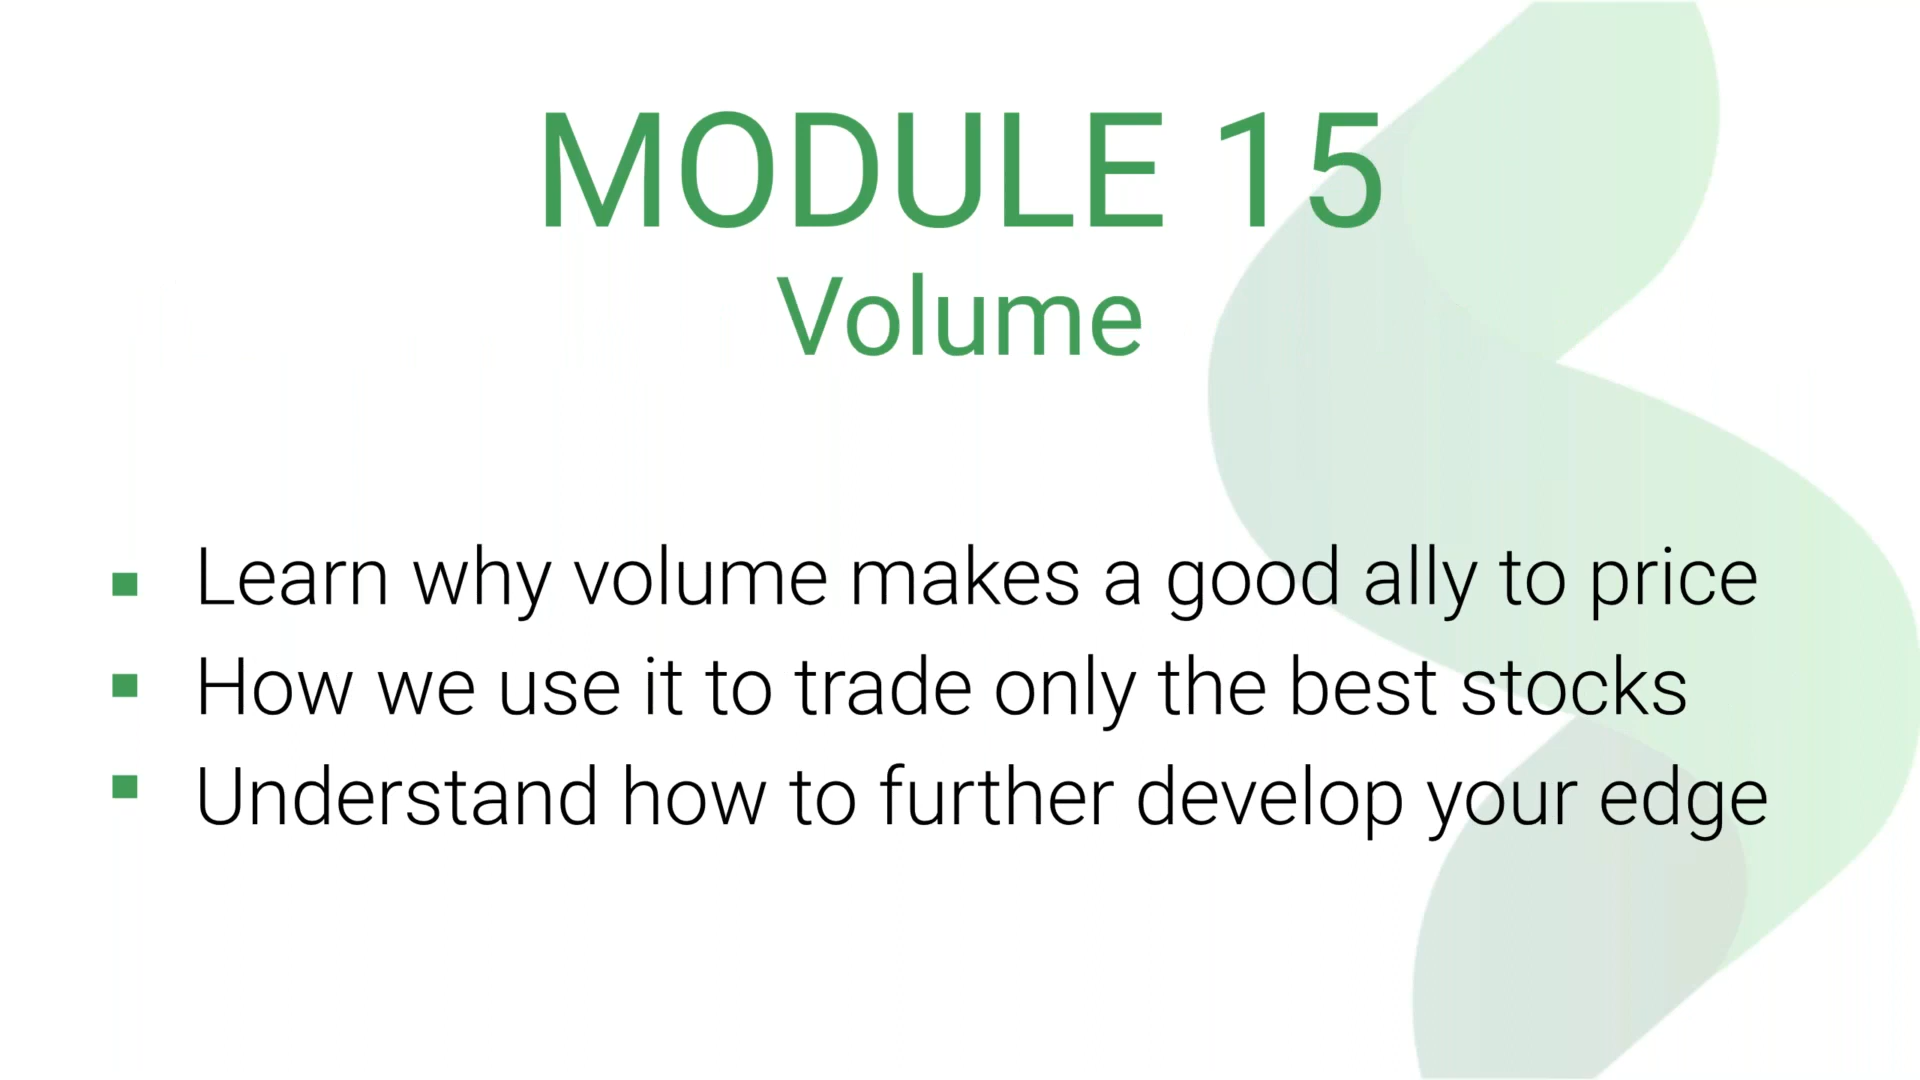 MODULE 15
Volume
Learn why volume makes a good ally to price
How we use it to trade only the best stocks
Understand how to further develop your edge